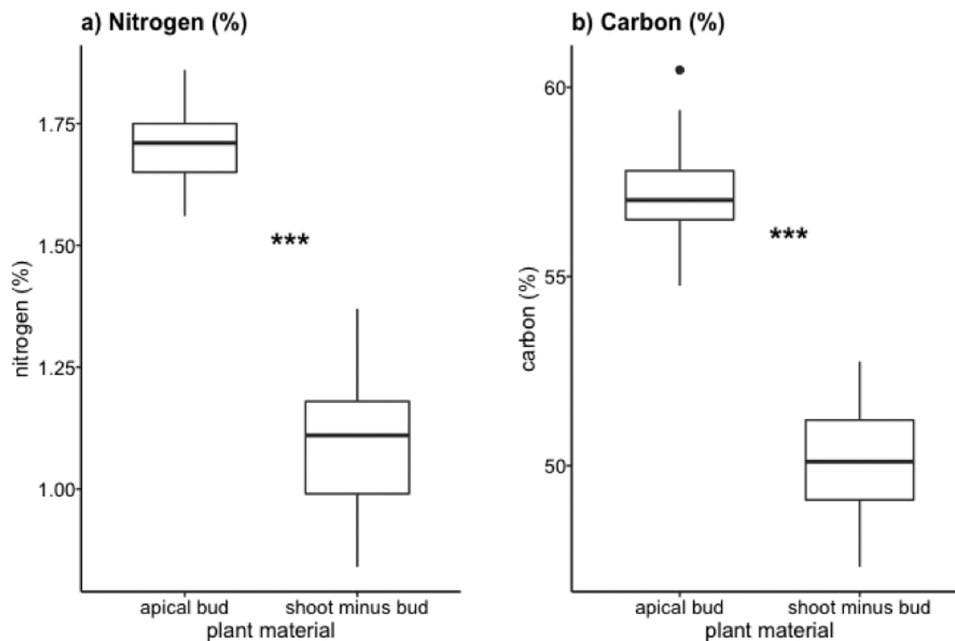 a) Nitrogen (%)
nitrogen (%)
1.75
1.50
1.25
1.00
***
apical bud
shoot minus bud
plant material
b) Carbon (%)
carbon (%)
60
55
50
***
apical bud
shoot minus bud
plant material